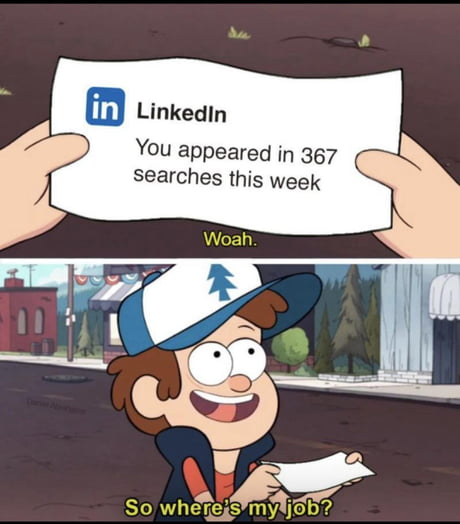 in LinkedIn
You appeared in 367
searches this week
Woah.
So where's my job?